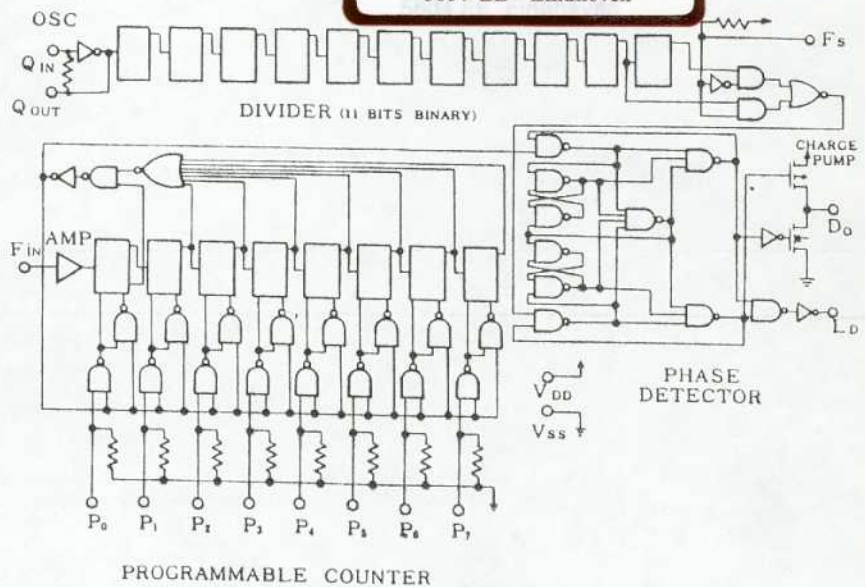 OSC
Q IN
Q OUT
DIVIDER (11 BITS BINARY)
Fs
CHARGE
PUMP
Do
LD
PHASE
DETECTOR
VDD
VSS
FIN
AMP
P0 P1 P2 P3 P4 P5 P6 P7
PROGRAMMABLE COUNTER